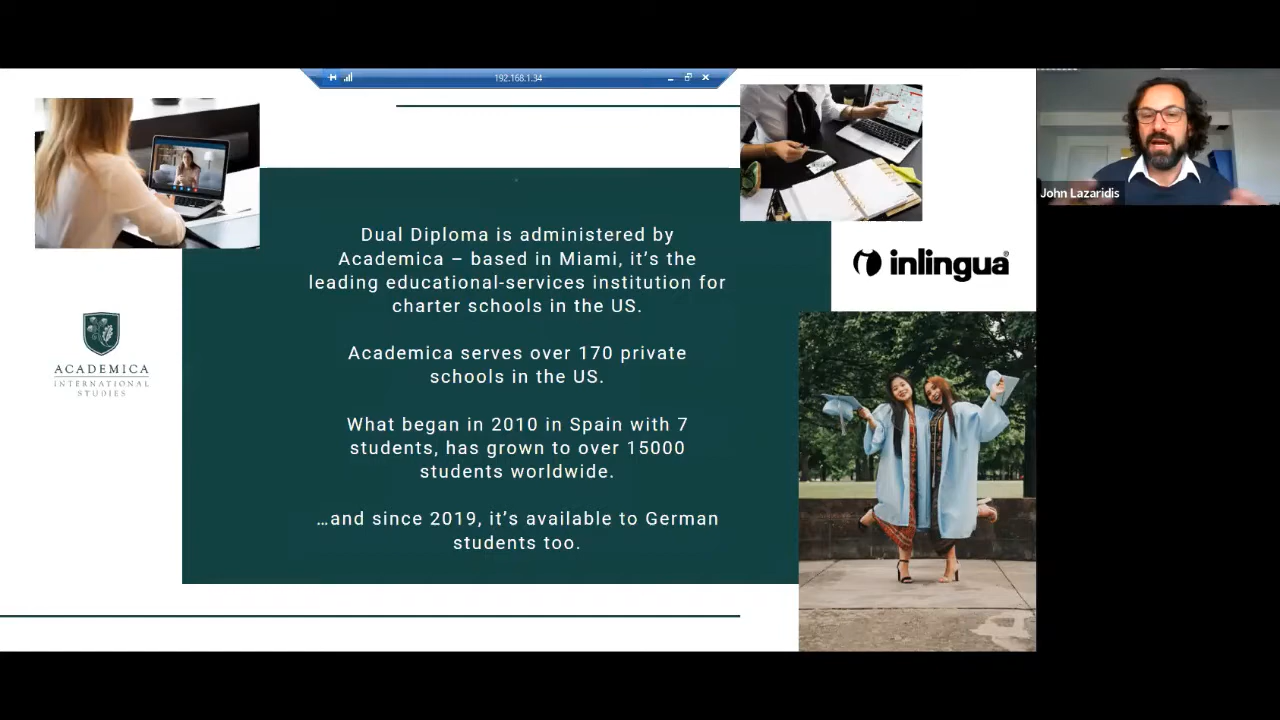 192.168.1.34
Dual Diploma is administered by
Academica – based in Miami, it's the
leading educational-services institution for
charter schools in the US.
Academica serves over 170 private
schools in the US.
What began in 2010 in Spain with 7
students, has grown to over 15000
students worldwide.
…and since 2019, it's available to German
students too.
ACADEMICA
INTERNATIONAL
STUDIES
inlingua®
John Lazaridis